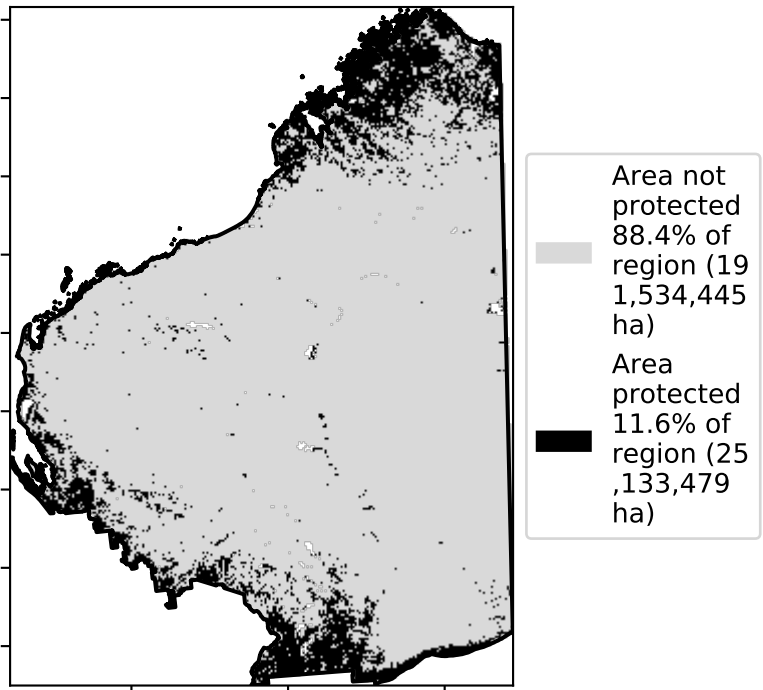 Area not
protected
88.4% of
region (19
1,534,445
ha)
Area
protected
11.6% of
region (25
,133,479
ha)